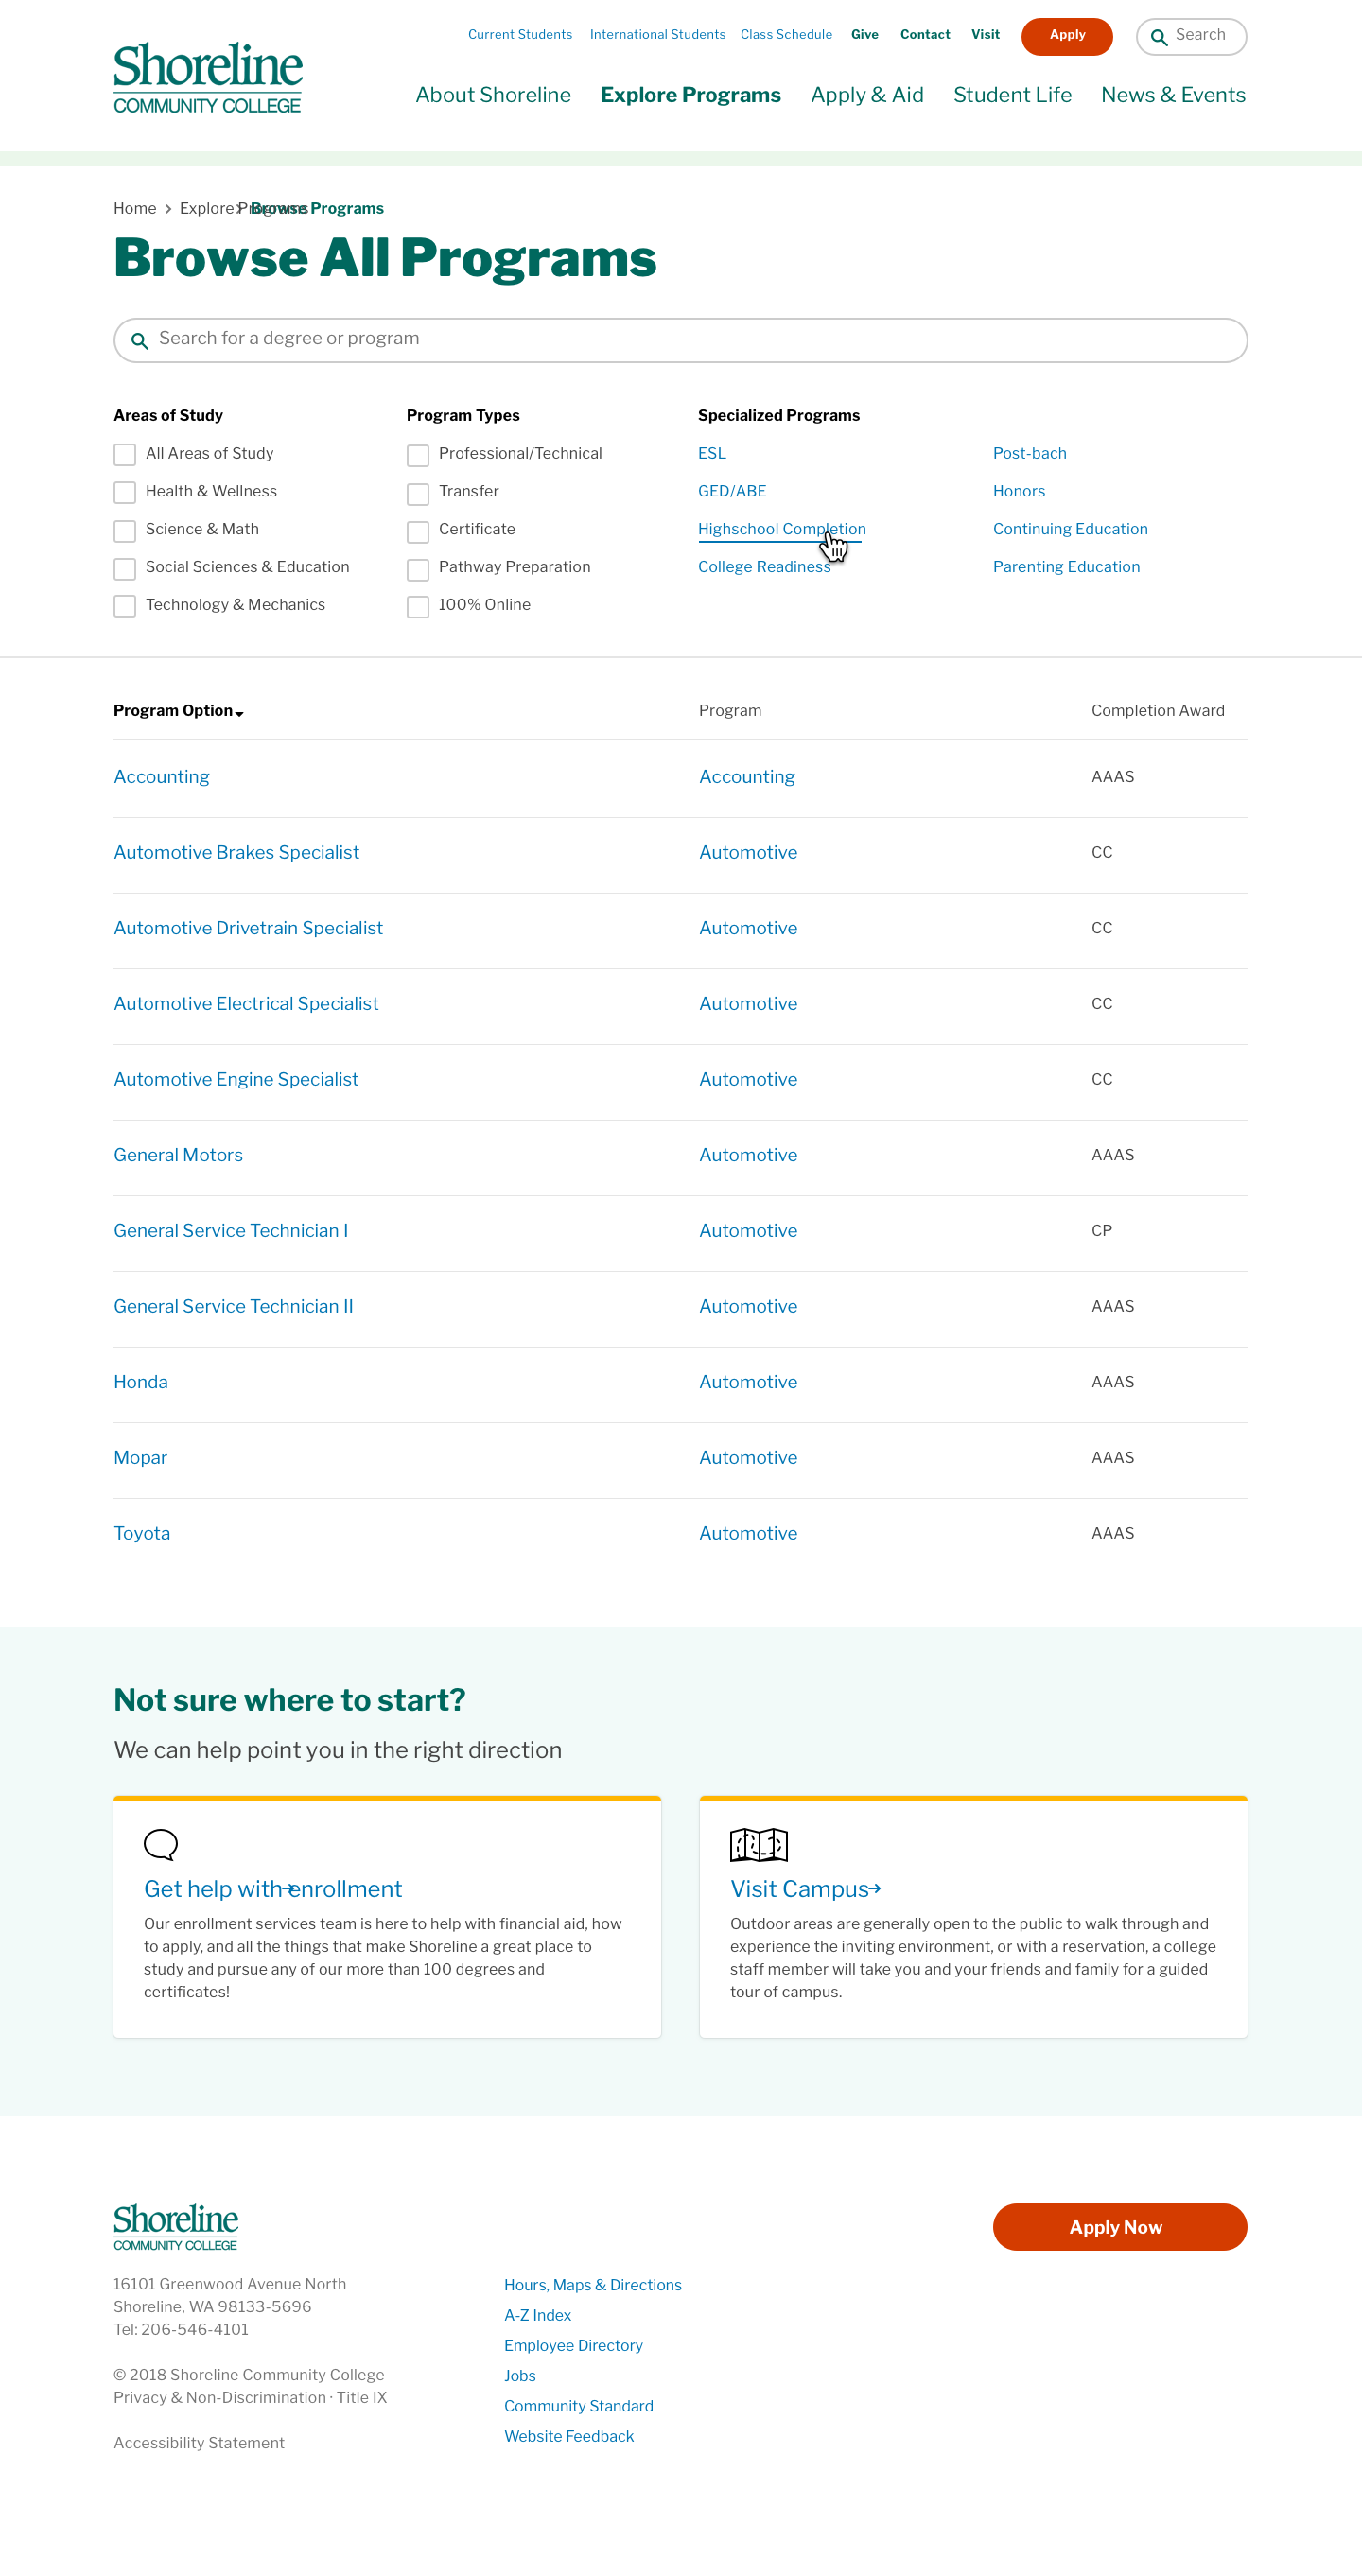 Current Students International Students Class Schedule Give Contact Visit Apply Search
Shoreline
COMMUNITY COLLEGE
About Shoreline Explore Programs Apply & Aid Student Life News & Events
Home Explore Programs Browse Programs
Browse All Programs
Search for a degree or program
Areas of Study Program Types Specialized Programs
All Areas of Study Professional/Technical ESL Post-bach
Health & Wellness Transfer GED/ABE Honors
Science & Math Certificate Highschool Completion Continuing Education
Social Sciences & Education Pathway Preparation College Readiness Parenting Education
Technology & Mechanics 100% Online
Program Option Program Completion Award
Accounting Accounting AAAS
Automotive Brakes Specialist Automotive CC
Automotive Drivetrain Specialist Automotive CC
Automotive Electrical Specialist Automotive CC
Automotive Engine Specialist Automotive CC
General Motors Automotive AAAS
General Service Technician I Automotive CP
General Service Technician II Automotive AAAS
Honda Automotive AAAS
Mopar Automotive AAAS
Toyota Automotive AAAS
Not sure where to start?
We can help point you in the right direction
Get help with enrollment
Our enrollment services team is here to help with financial aid, how
to apply, and all the things that make Shoreline a great place to
study and pursue any of our more than 100 degrees and
certificates!
Visit Campus
Outdoor areas are generally open to the public to walk through and
experience the inviting environment, or with a reservation, a college
staff member will take you and your friends and family for a guided
tour of campus.
Shoreline
COMMUNITY COLLEGE
16101 Greenwood Avenue North
Shoreline, WA 98133-5696
Tel: 206-546-4101
© 2018 Shoreline Community College
Privacy & Non-Discrimination · Title IX
Accessibility Statement
Hours, Maps & Directions
A-Z Index
Employee Directory
Jobs
Community Standard
Website Feedback
Apply Now